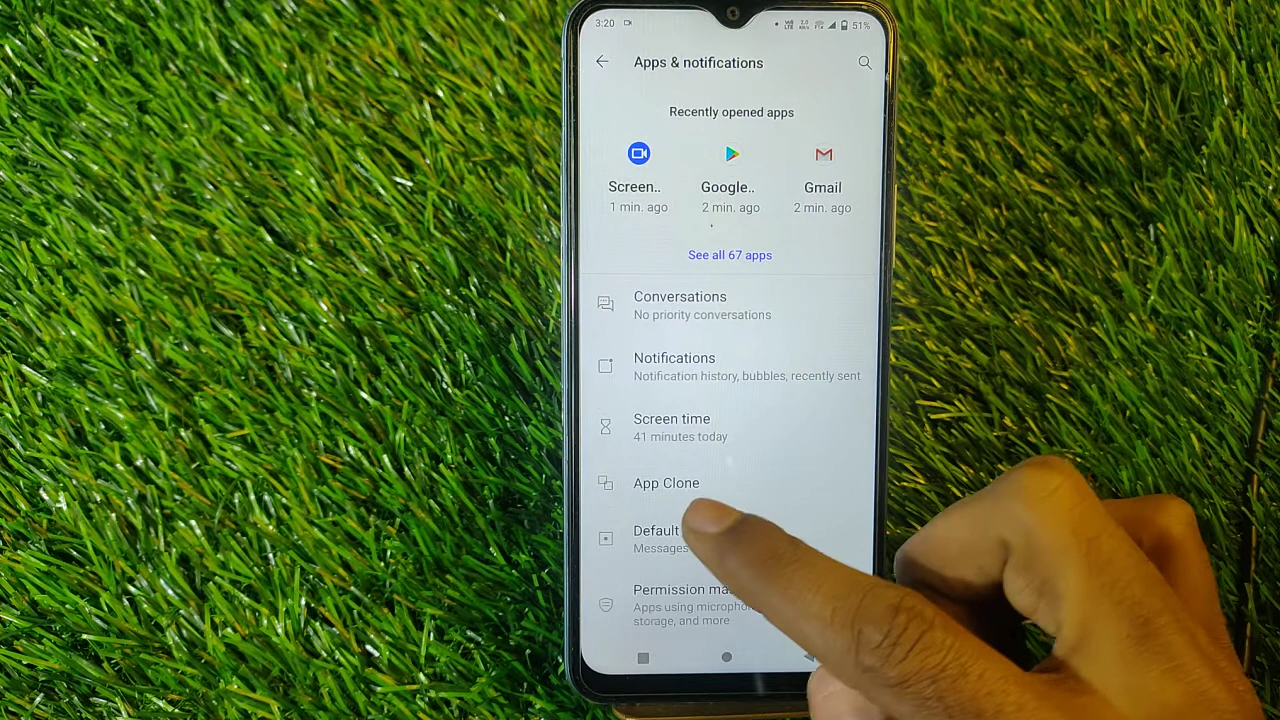 3:20
51%
Apps & notifications
Recently opened apps
Screen.. Google.. Gmail
1 min. ago 2 min. ago 2 min. ago
See all 67 apps
Conversations
No priority conversations
Notifications
Notification history, bubbles, recently sent
Screen time
41 minutes today
App Clone
Default
Messages
Permission ma
Apps using microphon
storage, and more